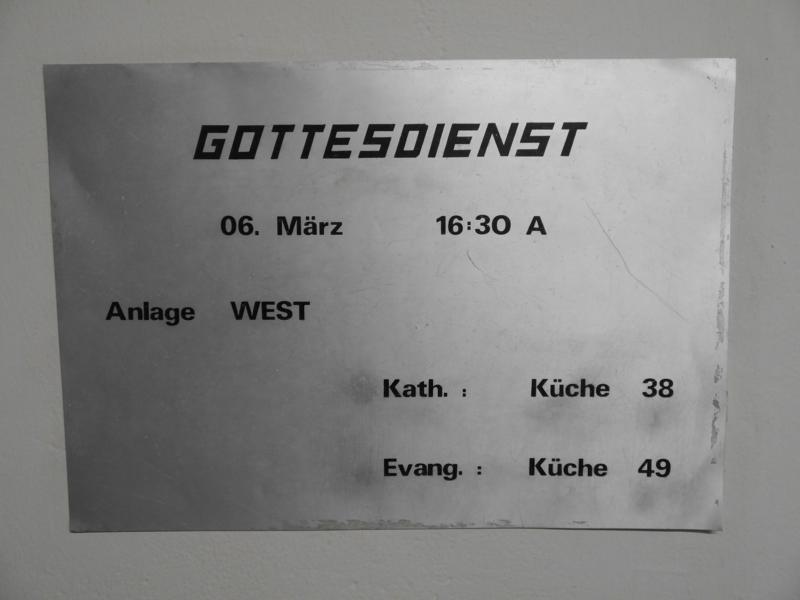 GOTTESDIENST
06. März 16:30 A
Anlage WEST
Kath. : Küche 38
Evang. : Küche 49